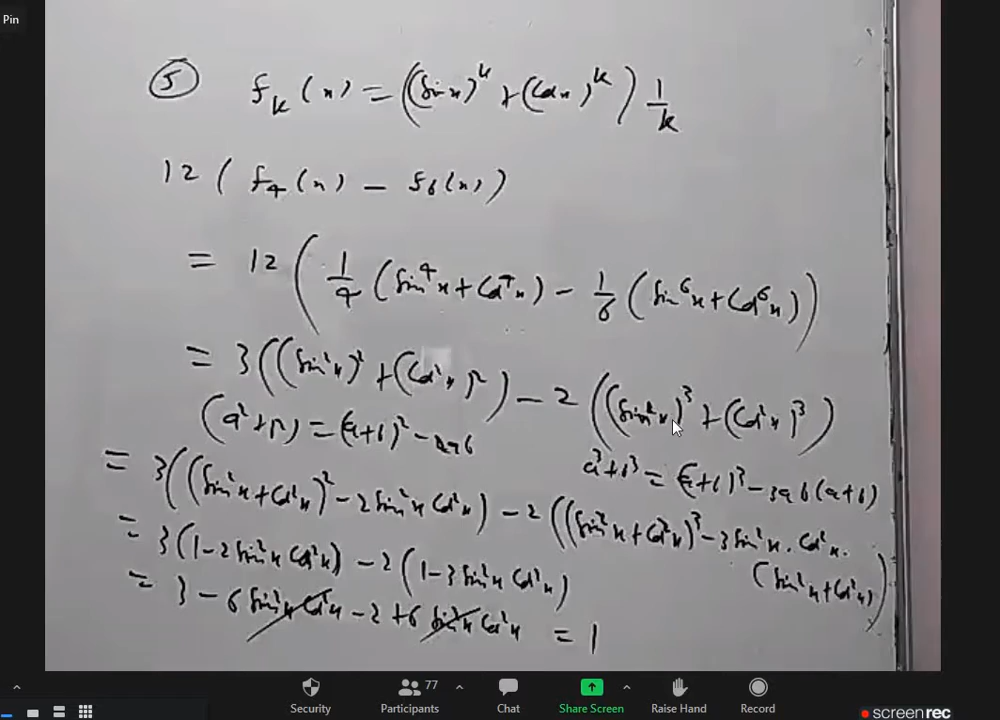 Pin
⑤ f_k(x) = ((sin x)^k + (cos x)^k) 1/k
12 ( f_4(x) − f_6(x) )
= 12 ( 1/4 (sin^4 x + cos^4 x) − 1/6 (sin^6 x + cos^6 x) )
= 3((sin^2 x)^2 + (cos^2 x)^2) − 2 ((sin^2 x)^3 + (cos^2 x)^3)
(a^2 + b^2) = (a+b)^2 − 2ab
a^3 + b^3 = (a+b)^3 − 3ab(a+b)
= 3((sin^2 x + cos^2 x)^2 − 2 sin^2 x cos^2 x) − 2 ((sin^2 x + cos^2 x)^3 − 3 sin^2 x . cos^2 x .
(sin^2 x + cos^2 x))
= 3(1 − 2 sin^2 x cos^2 x) − 2 (1 − 3 sin^2 x cos^2 x)
= 3 − 6 sin^2 x cos^2 x − 2 + 6 sin^2 x cos^2 x = 1
Security
77
Participants
Chat
Share Screen
Raise Hand
Record
screenrec